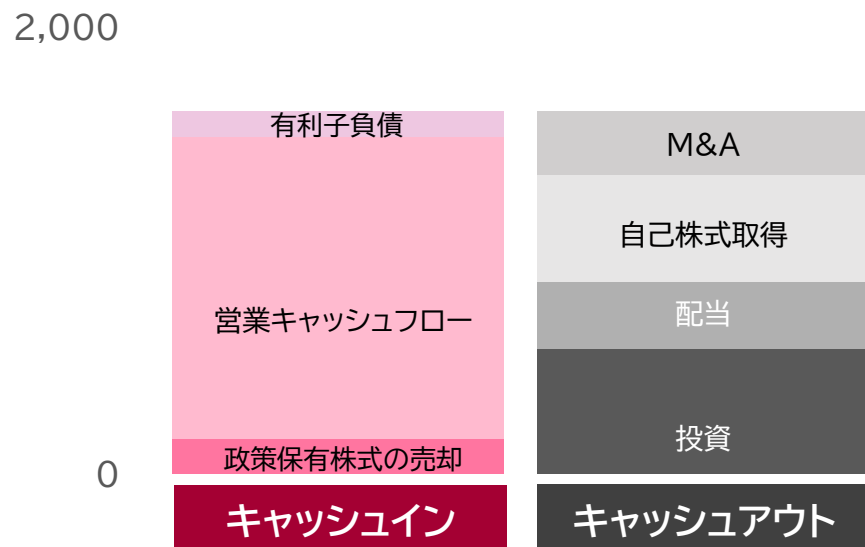 2,000
有利子負債
営業キャッシュフロー
政策保有株式の売却
M&A
自己株式取得
配当
投資
0
キャッシュイン
キャッシュアウト